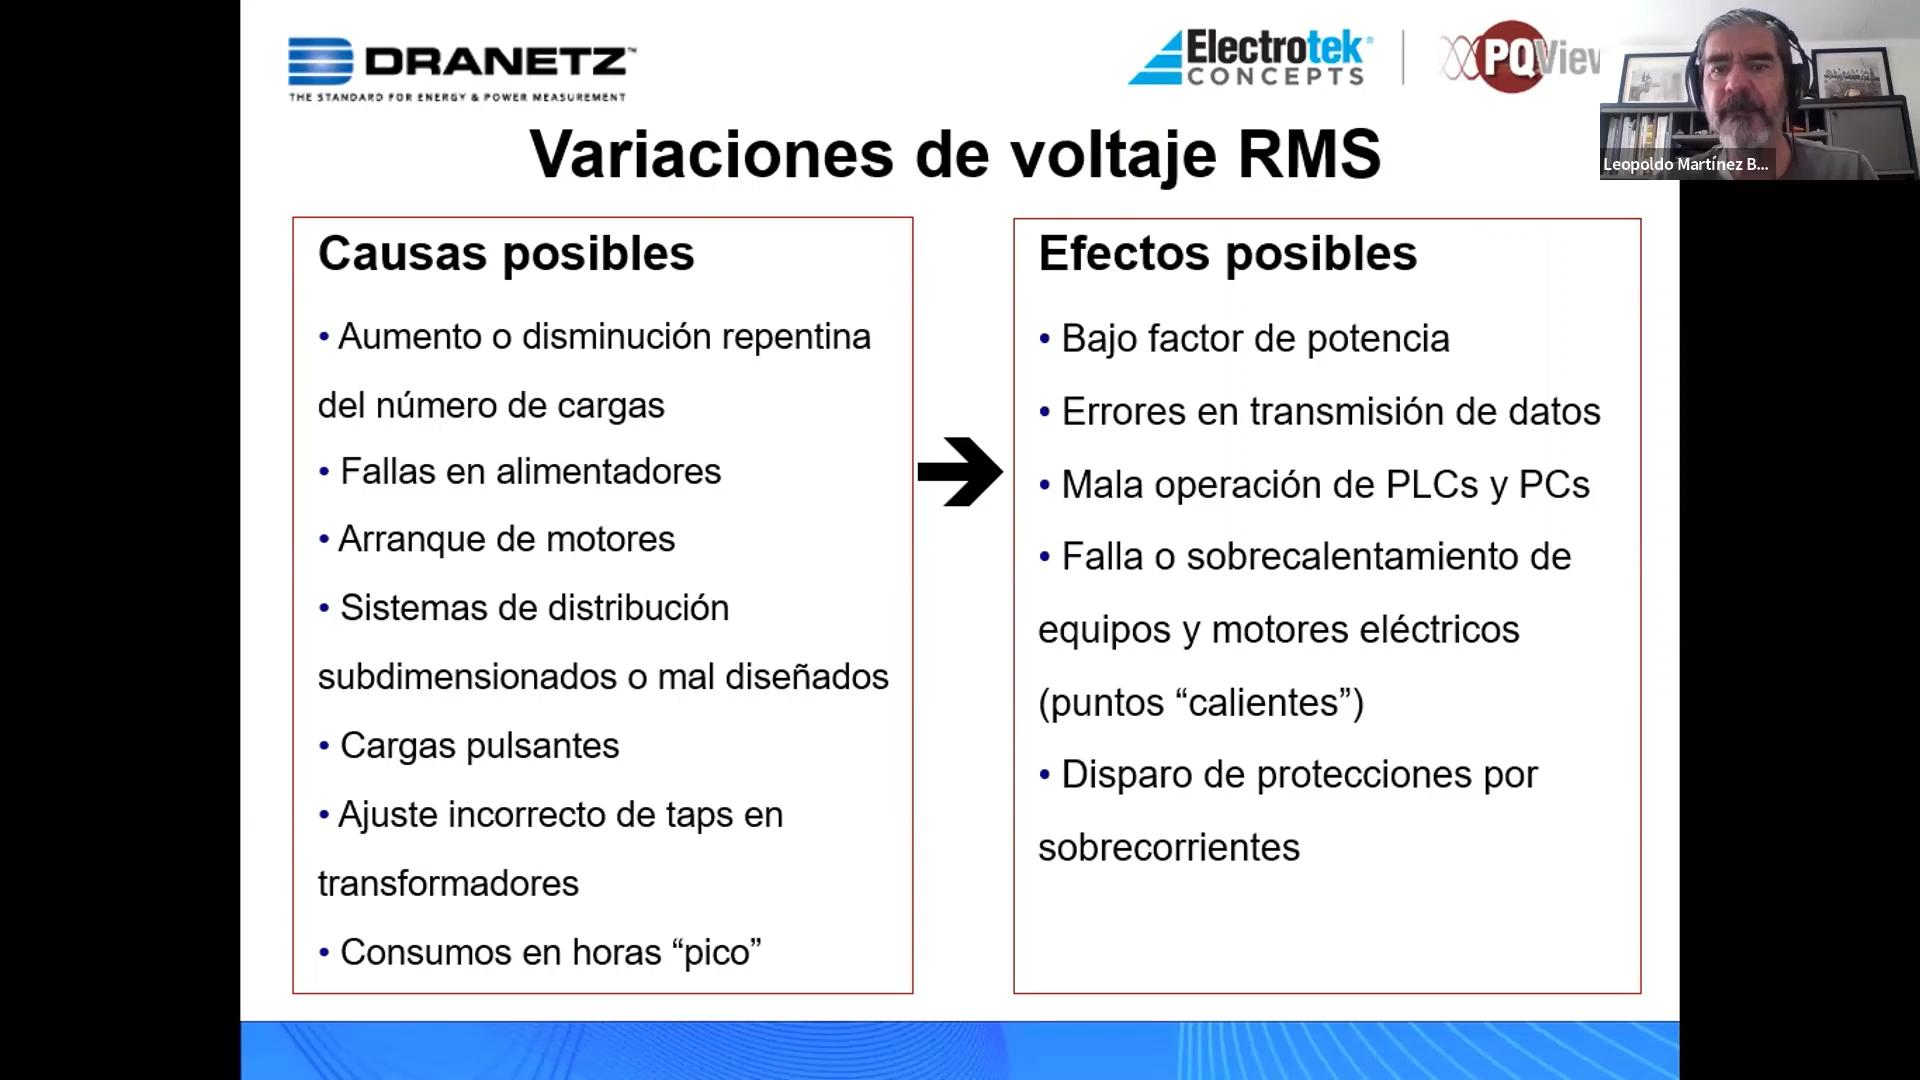 DRANETZ™
THE STANDARD FOR ENERGY & POWER MEASUREMENT
Electrotek®
CONCEPTS
PQView
Leopoldo Martínez B...
Variaciones de voltaje RMS
Causas posibles
• Aumento o disminución repentina
del número de cargas
• Fallas en alimentadores
• Arranque de motores
• Sistemas de distribución
subdimensionados o mal diseñados
• Cargas pulsantes
• Ajuste incorrecto de taps en
transformadores
• Consumos en horas “pico”
Efectos posibles
• Bajo factor de potencia
• Errores en transmisión de datos
• Mala operación de PLCs y PCs
• Falla o sobrecalentamiento de
equipos y motores eléctricos
(puntos “calientes”)
• Disparo de protecciones por
sobrecorrientes